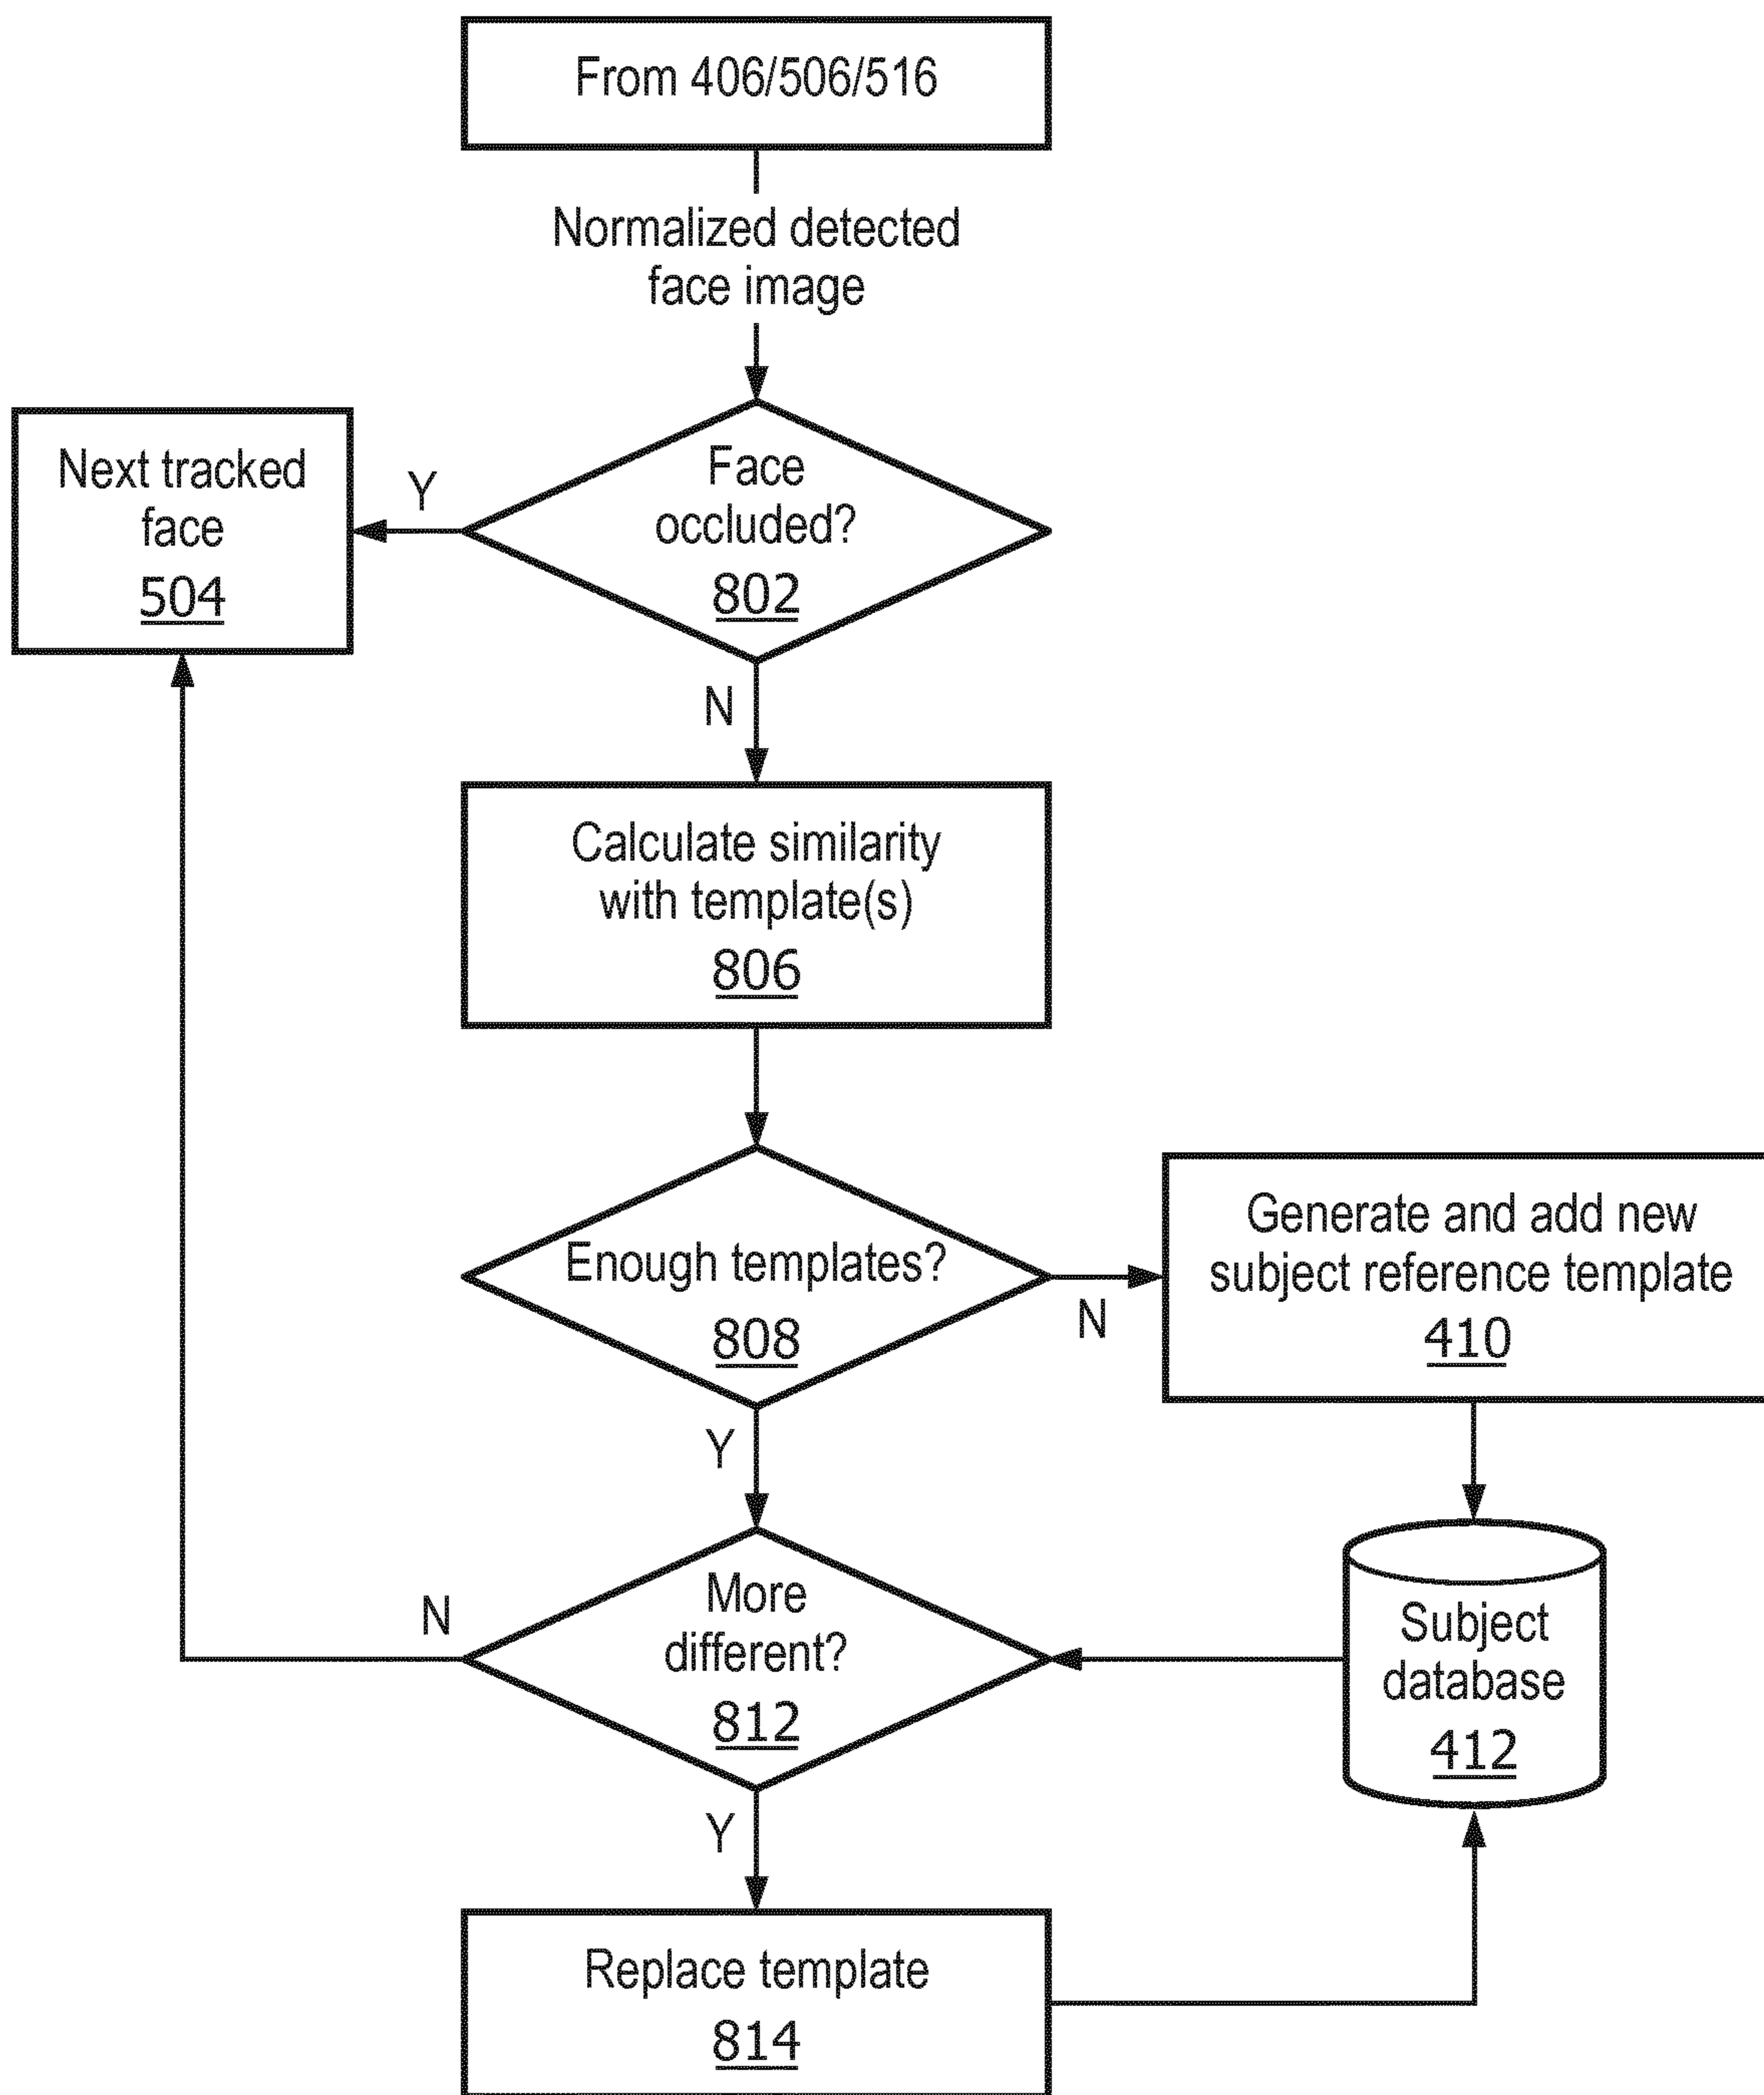 From 406/506/516
Normalized detected
face image
Next tracked
face
504
Y
Face
occluded?
802
N
Calculate similarity
with template(s)
806
Enough templates?
808
N
Generate and add new
subject reference template
410
Y
N
More
different?
812
Subject
database
412
Y
Replace template
814